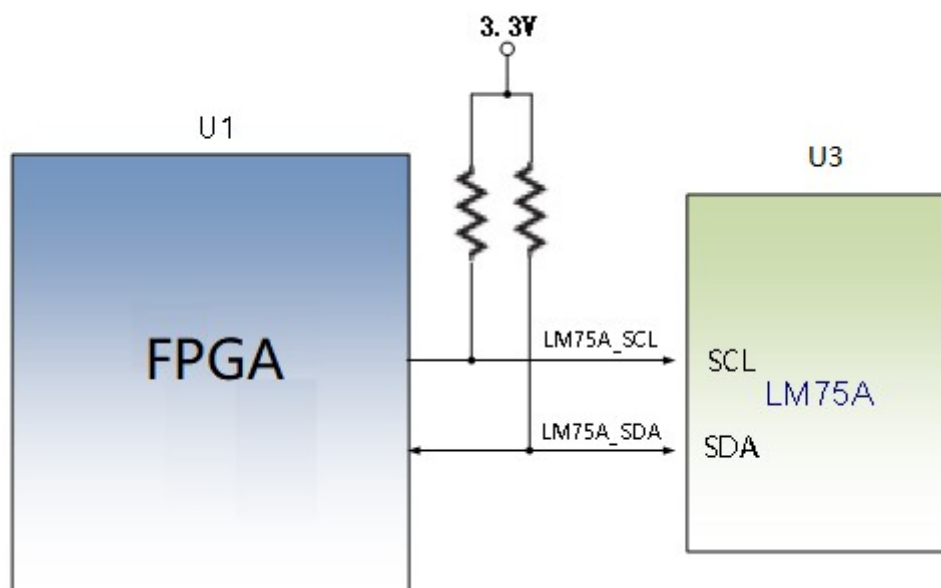 3.3V
U1
U3
FPGA
LM75A_SCL
SCL
LM75A
LM75A_SDA
SDA